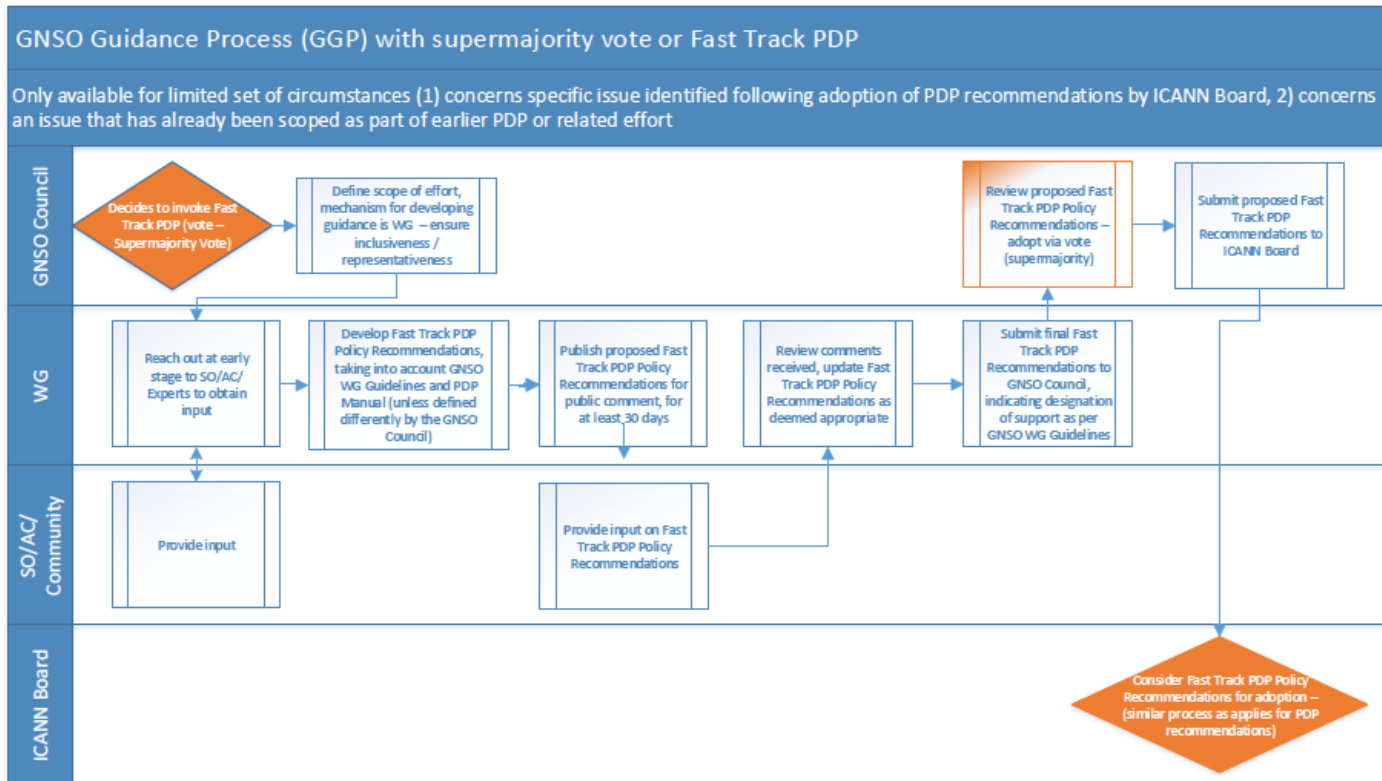 GNSO Guidance Process (GGP) with supermajority vote or Fast Track PDP
Only available for limited set of circumstances (1) concerns specific issue identified following adoption of PDP recommendations by ICANN Board, 2) concerns
an issue that has already been scoped as part of earlier PDP or related effort
GNSO Council
Decides to invoke Fast
Track PDP (vote –
Supermajority Vote)
Define scope of effort,
mechanism for developing
guidance is WG – ensure
inclusiveness /
representativeness
Review proposed Fast
Track PDP Policy
Recommendations –
adopt via vote
(supermajority)
Submit proposed Fast
Track PDP
Recommendations to
ICANN Board
WG
Reach out at early
stage to SO/AC/
Experts to obtain
input
Develop Fast Track PDP
Policy Recommendations,
taking into account GNSO
WG Guidelines and PDP
Manual (unless defined
differently by the GNSO
Council)
Publish proposed Fast
Track PDP Policy
Recommendations for
public comment, for
at least 30 days
Review comments
received, update Fast
Track PDP Policy
Recommendations as
deemed appropriate
Submit final Fast
Track PDP
Recommendations to
GNSO Council,
indicating designation
of support as per
GNSO WG Guidelines
SO/AC/
Community
Provide input
Provide input on Fast
Track PDP Policy
Recommendations
ICANN Board
Consider Fast Track PDP Policy
Recommendations for adoption –
(similar process as applies for PDP
recommendations)